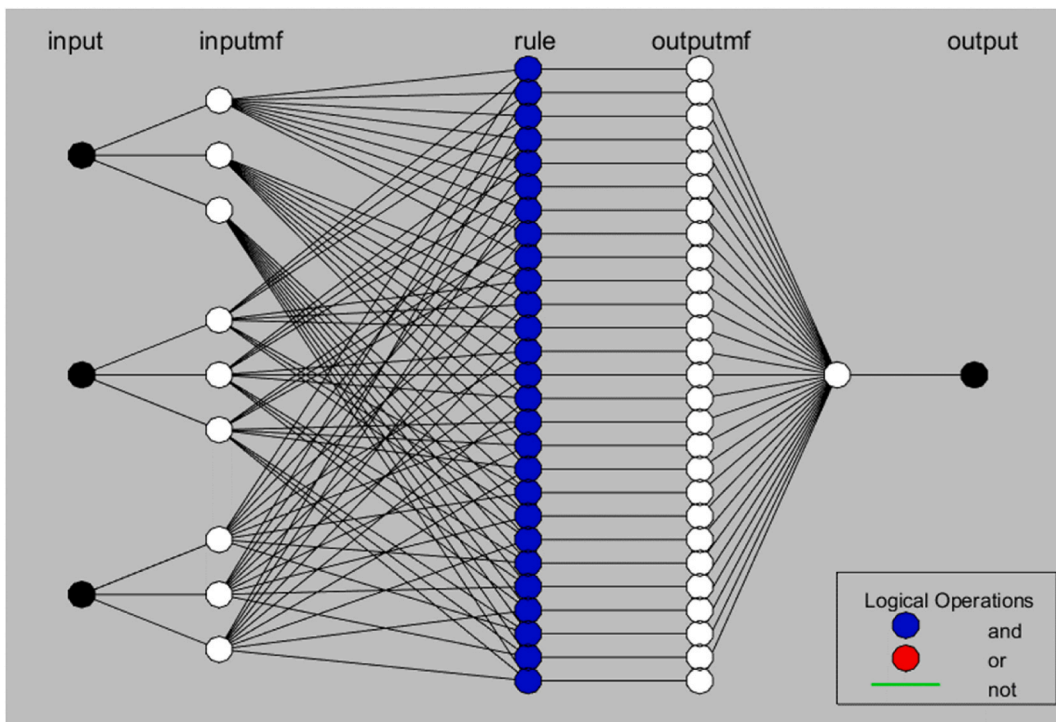 input inputmf rule outputmf output
Logical Operations
and
or
not